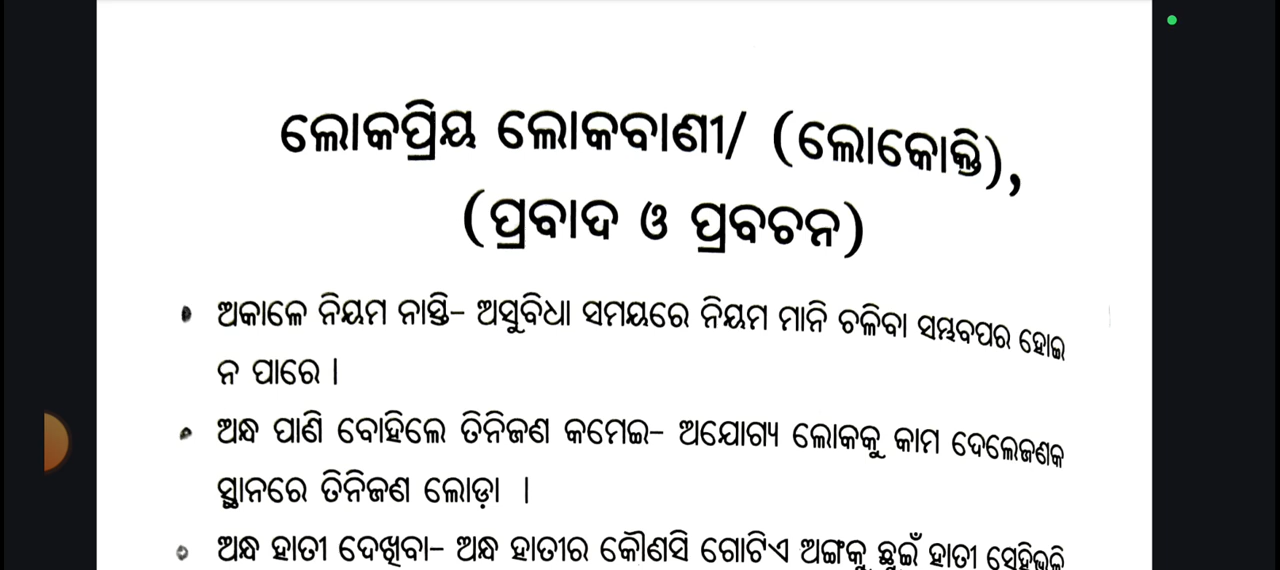 ଲୋକପ୍ରିୟ ଲୋକବାଣୀ/ (ଲୋକୋକ୍ତି),
(ପ୍ରବାଦ ଓ ପ୍ରବଚନ)
• ଅକାଳେ ନିୟମ ନାସ୍ତି- ଅସୁବିଧା ସମୟରେ ନିୟମ ମାନି ଚଳିବା ସମ୍ଭବପର ହୋଇ
ନ ପାରେ ।
• ଅନ୍ଧ ପାଣି ବୋହିଲେ ତିନିଜଣ କମେଇ- ଅଯୋଗ୍ୟ ଲୋକକୁ କାମ ଦେଲେଜଣକ
ସ୍ଥାନରେ ତିନିଜଣ ଲୋଡ଼ା ।
• ଅନ୍ଧ ହାତୀ ଦେଖିବା- ଅନ୍ଧ ହାତୀର କୌଣସି ଗୋଟିଏ ଅଙ୍ଗକୁ ଛୁଇଁ ହାତୀ ସେହିଭଳି